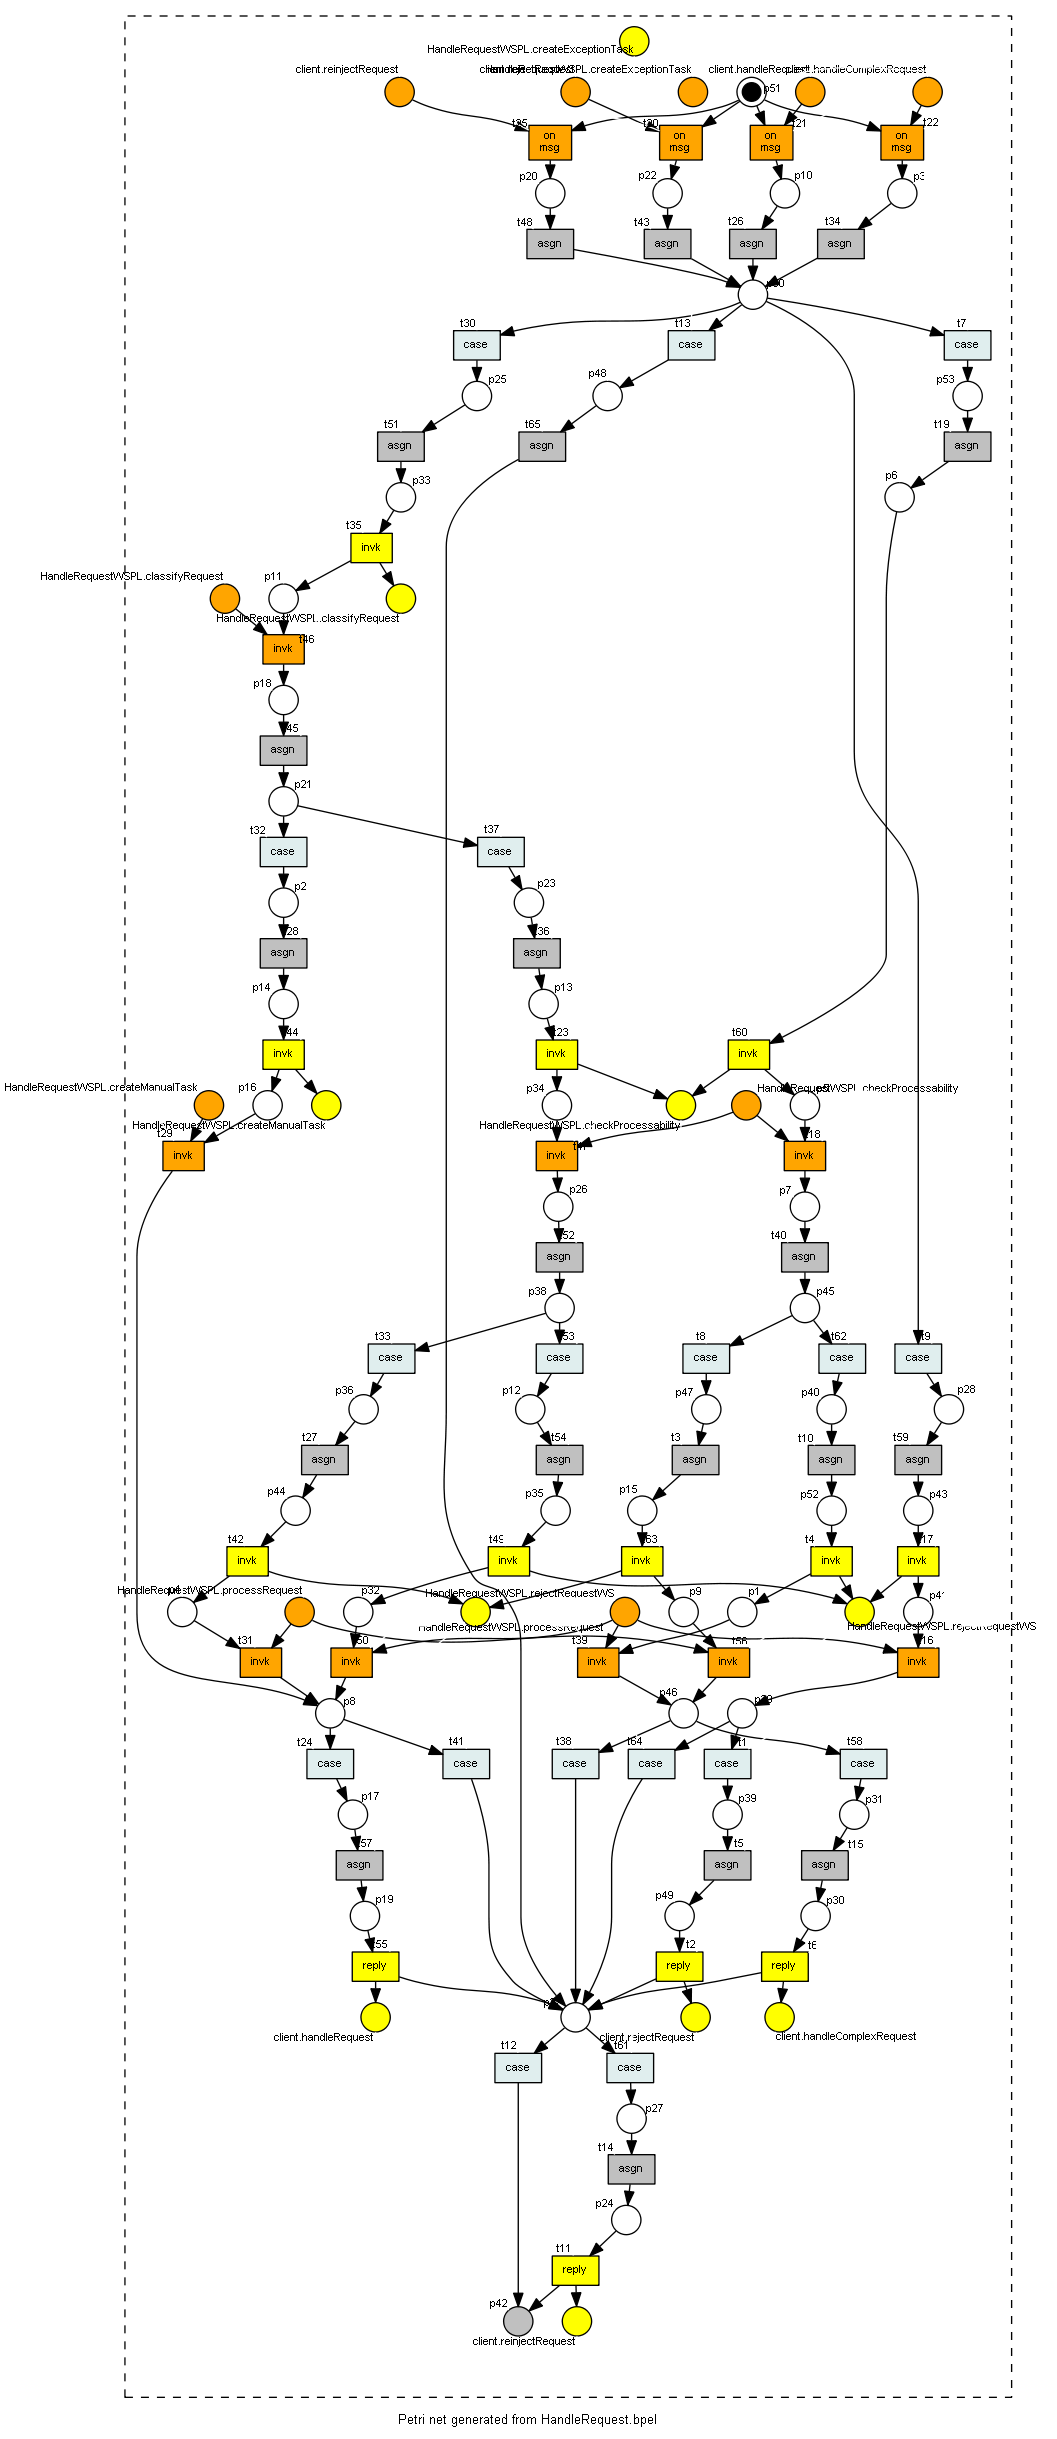 HandleRequestWSPL.createExceptionTask
client.reinjectRequest
HandleRequestWSPL.createExceptionTask
client.handleRequest
client.handleComplexRequest
p51
t25
t20
t21
t22
on
msg
on
msg
on
msg
on
msg
p20
p22
p10
p3
t48
t43
t26
t34
asgn
asgn
asgn
asgn
t30
t13
t7
case
case
case
p25
p48
p53
t51
t65
t19
asgn
asgn
asgn
p33
p6
t35
invk
HandleRequestWSPL.classifyRequest
p11
HandleRequestWSPL.classifyRequest
t46
invk
p18
t45
asgn
p21
t32
t37
case
case
p2
p23
t28
t36
asgn
asgn
p14
p13
t44
t23
t60
invk
invk
invk
HandleRequestWSPL.createManualTask
p16
p34
HandleRequestWSPL.checkProcessability
HandleRequestWSPL.createManualTask
HandleRequestWSPL.checkProcessability
t29
t18
invk
invk
invk
p26
p7
t52
t40
asgn
asgn
p38
p45
t33
t53
t8
t62
t9
case
case
case
case
case
p36
p12
p47
p40
p28
t27
t54
t3
t10
t59
asgn
asgn
asgn
asgn
asgn
p44
p35
p15
p52
p43
t42
t49
t63
t4
t17
invk
invk
invk
invk
invk
HandleRequestWSPL.processRequest
p32
HandleRequestWSPL.rejectRequestWS
p9
p1
p41
HandleRequestWSPL.processRequest
HandleRequestWSPL.rejectRequestWS
t31
t50
t39
t56
t16
invk
invk
invk
invk
invk
p8
p46
t24
t41
t38
t64
t1
t58
case
case
case
case
case
case
p17
p39
p31
t57
t5
t15
asgn
asgn
asgn
p19
p49
p30
t55
t2
t6
reply
reply
reply
client.handleRequest
client.rejectRequest
client.handleComplexRequest
t12
t61
case
case
p27
t14
asgn
p24
t11
reply
p42
client.reinjectRequest
Petri net generated from HandleRequest.bpel